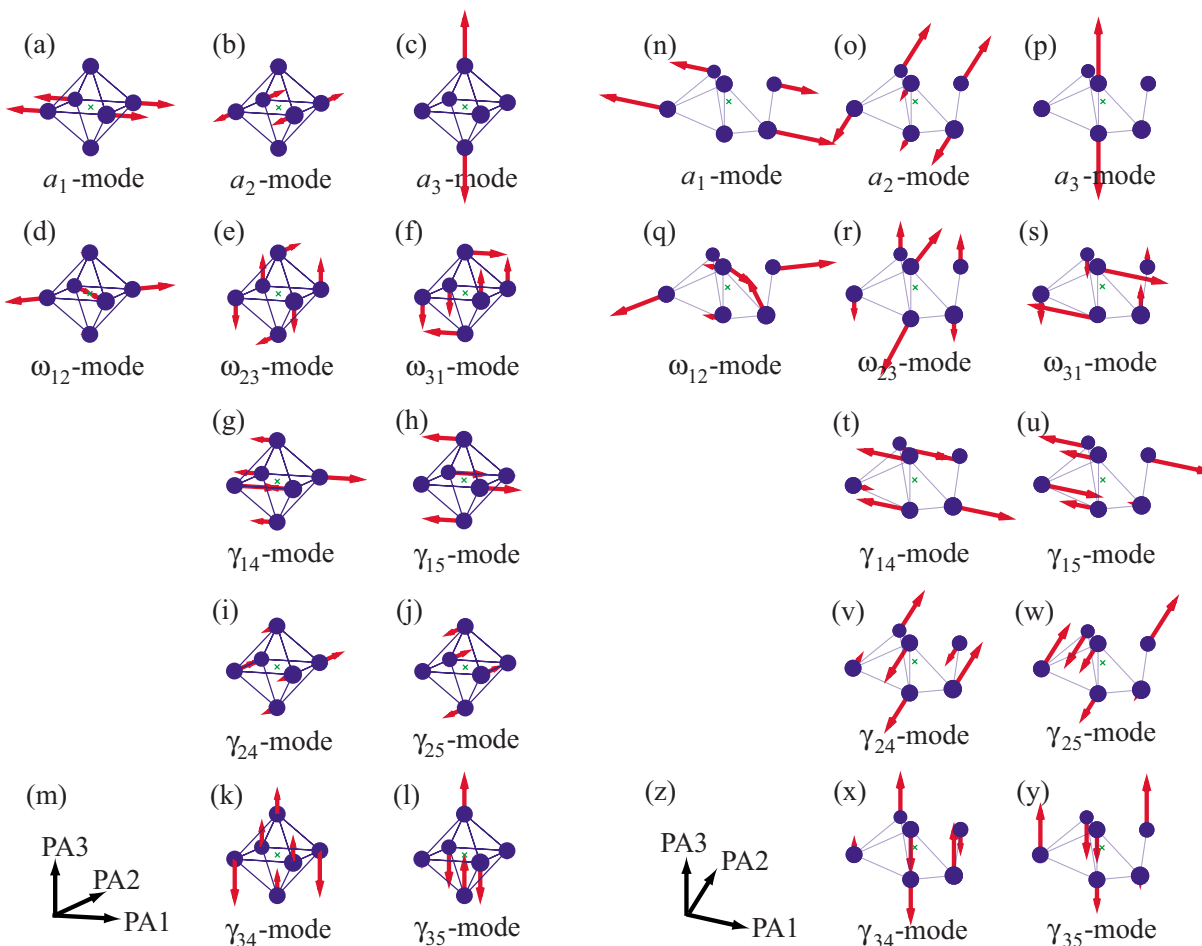 (a) (b) (c) (n) (o) (p)
a₁-mode a₂-mode a₃-mode a₁-mode a₂-mode a₃-mode
(d) (e) (f) (q) (r) (s)
ω₁₂-mode ω₂₃-mode ω₃₁-mode ω₁₂-mode ω₂₃-mode ω₃₁-mode
(g) (h) (t) (u)
γ₁₄-mode γ₁₅-mode γ₁₄-mode γ₁₅-mode
(i) (j) (v) (w)
γ₂₄-mode γ₂₅-mode γ₂₄-mode γ₂₅-mode
(m) (k) (l) (z) (x) (y)
PA3 PA3
PA2 PA2
PA1 PA1
γ₃₄-mode γ₃₅-mode γ₃₄-mode γ₃₅-mode